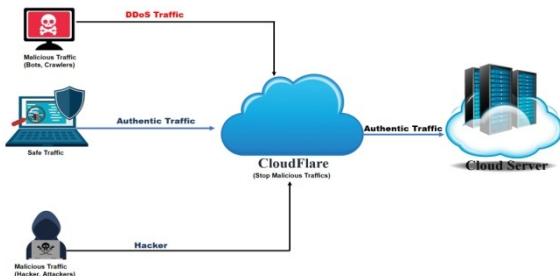 DDoS Traffic
Malicious Traffic
(Bots, Crawlers)
Authentic Traffic
Safe Traffic
CloudFlare
(Stop Malicious Traffics)
Authentic Traffic
Cloud Server
Hacker
Malicious Traffic
(Hacker, Attackers)